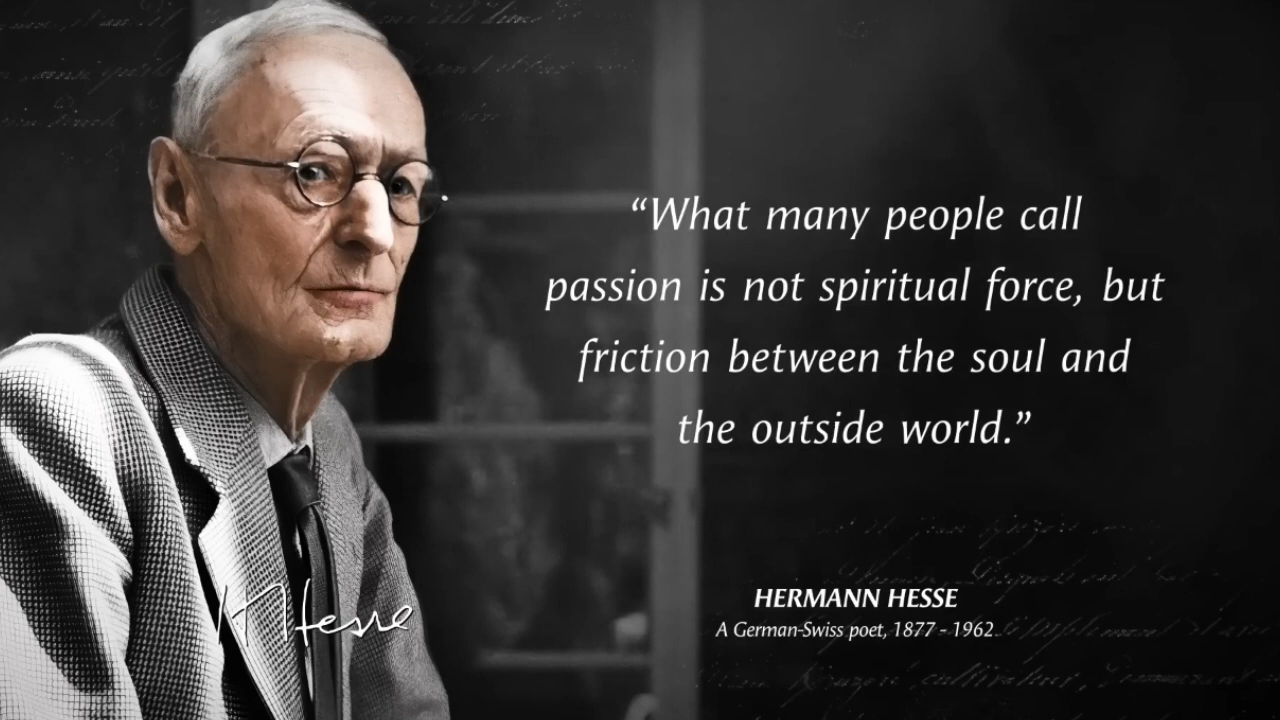 “What many people call
passion is not spiritual force, but
friction between the soul and
the outside world.”
HERMANN HESSE
A German-Swiss poet, 1877 - 1962
H Hesse